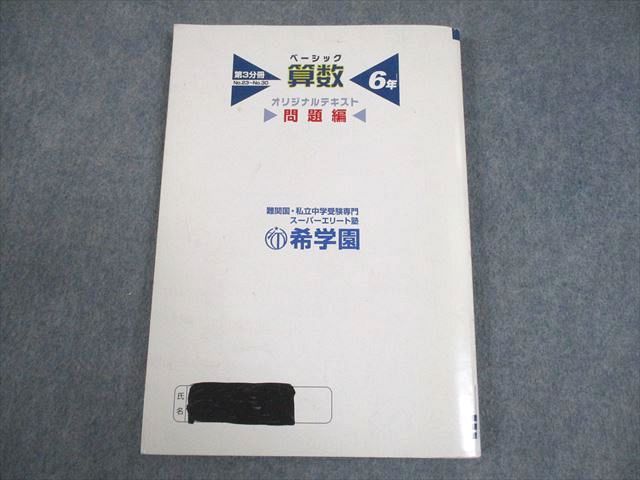 ベーシック
第3分冊
No.23~No.30
算数
6年
オリジナルテキスト
問題編
難関国・私立中学受験専門
スーパーエリート塾
希学園
氏名